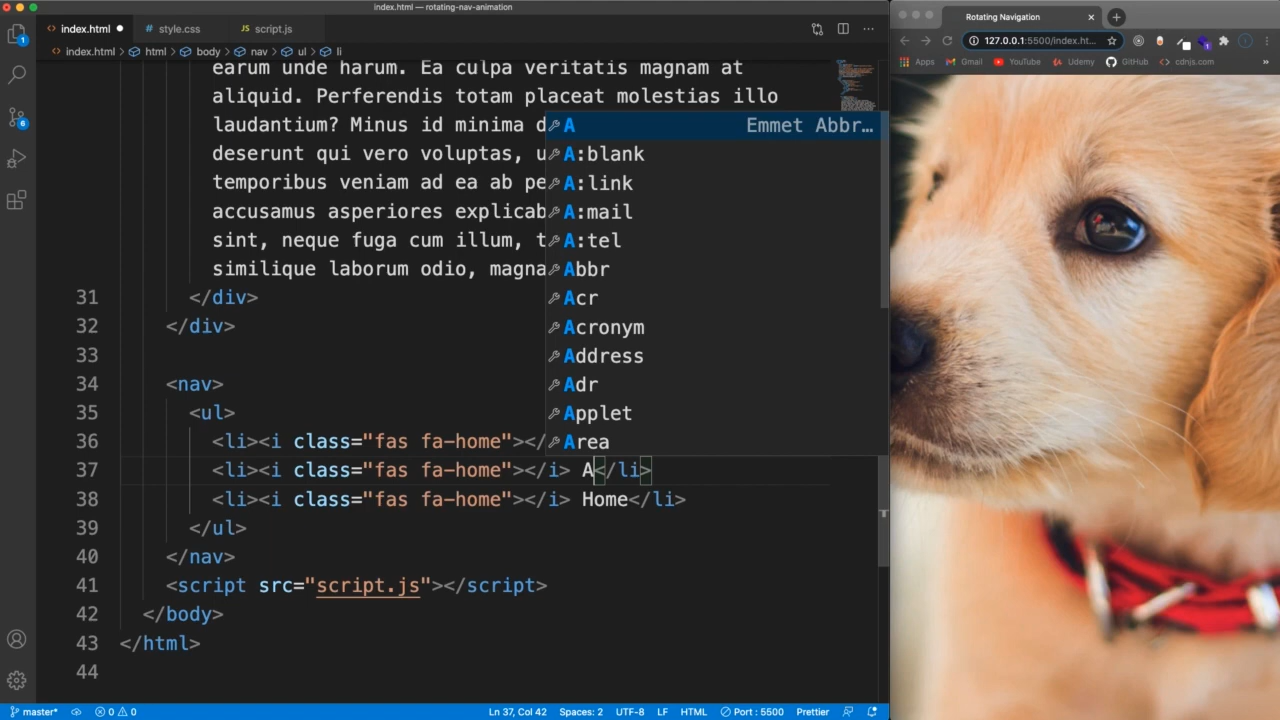 index.html — rotating-nav-animation
index.html
style.css
JS script.js
index.html > html > body > nav > ul > li
earum unde harum. Ea culpa veritatis magnam at
aliquid. Perferendis totam placeat molestias illo
laudantium? Minus id minima d
deserunt qui vero voluptas, u
temporibus veniam ad ea ab pe
accusamus asperiores explicab
sint, neque fuga cum illum, t
similique laborum odio, magna
A Emmet Abbr…
A:blank
A:link
A:mail
A:tel
Abbr
Acr
Acronym
Address
Adr
Applet
Area
31 </div>
32 </div>
33
34 <nav>
35 <ul>
36 <li><i class="fas fa-home"></
37 <li><i class="fas fa-home"></i> A</li>
38 <li><i class="fas fa-home"></i> Home</li>
39 </ul>
40 </nav>
41 <script src="script.js"></script>
42 </body>
43 </html>
44
1
6
master* 0 0 Ln 37, Col 42 Spaces: 2 UTF-8 LF HTML Port : 5500 Prettier
Rotating Navigation
127.0.0.1:5500/index.ht…
Apps Gmail YouTube Udemy GitHub cdnjs.com »